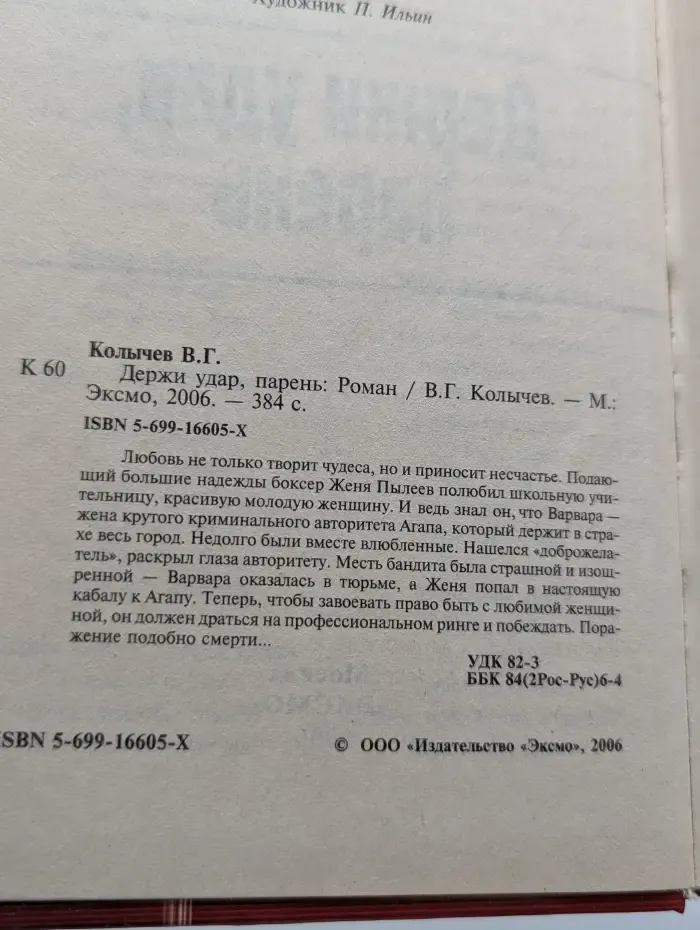 Художник П. Ильин
Колычев В.Г.
К 60
Держи удар, парень: Роман / В.Г. Колычев. — М.:
Эксмо, 2006. — 384 с.
ISBN 5-699-16605-X
Любовь не только творит чудеса, но и приносит несчастье. Подаю-
щий большие надежды боксер Женя Пылеев полюбил школьную учи-
тельницу, красивую молодую женщину. И ведь знал он, что Варвара —
жена крутого криминального авторитета Агапа, который держит в стра-
хе весь город. Недолго были вместе влюбленные. Нашелся «доброжела-
тель», раскрыл глаза авторитету. Месть бандита была страшной и изощ-
ренной — Варвара оказалась в тюрьме, а Женя попал в настоящую
кабалу к Агапу. Теперь, чтобы завоевать право быть с любимой женщи-
ной, он должен драться на профессиональном ринге и побеждать. Пора-
жение подобно смерти...
УДК 82-3
ББК 84(2Рос-Рус)6-4
ISBN 5-699-16605-X
© ООО «Издательство «Эксмо», 2006